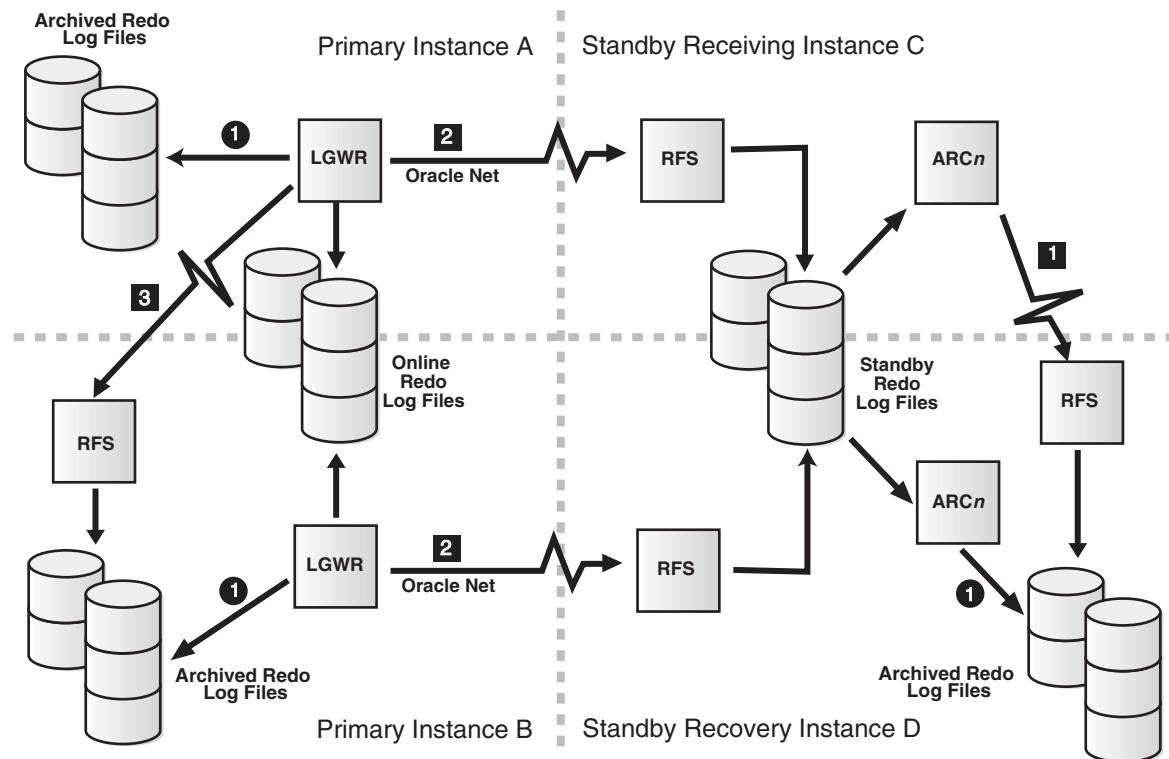 Archived Redo
Log Files
Primary Instance A
Standby Receiving Instance C
1
LGWR
2
Oracle Net
RFS
ARCn
1
3
Online
Redo
Log Files
Standby
Redo
Log Files
RFS
RFS
ARCn
LGWR
2
Oracle Net
RFS
1
1
Archived Redo
Log Files
Archived Redo
Log Files
Primary Instance B
Standby Recovery Instance D